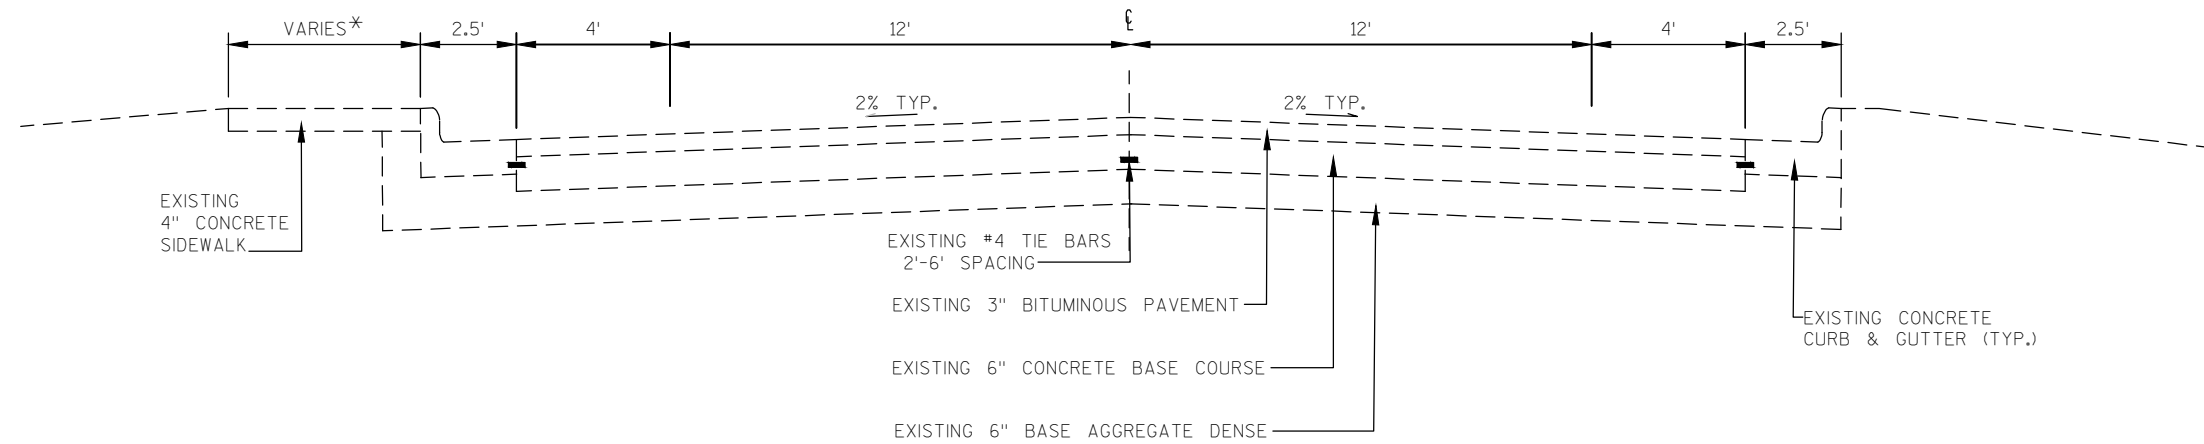 VARIES*
2.5'
4'
12'
℄
12'
4'
2.5'
2% TYP.
2% TYP.
EXISTING
4" CONCRETE
SIDEWALK
EXISTING #4 TIE BARS
2'-6' SPACING
EXISTING 3" BITUMINOUS PAVEMENT
EXISTING 6" CONCRETE BASE COURSE
EXISTING 6" BASE AGGREGATE DENSE
EXISTING CONCRETE
CURB & GUTTER (TYP.)